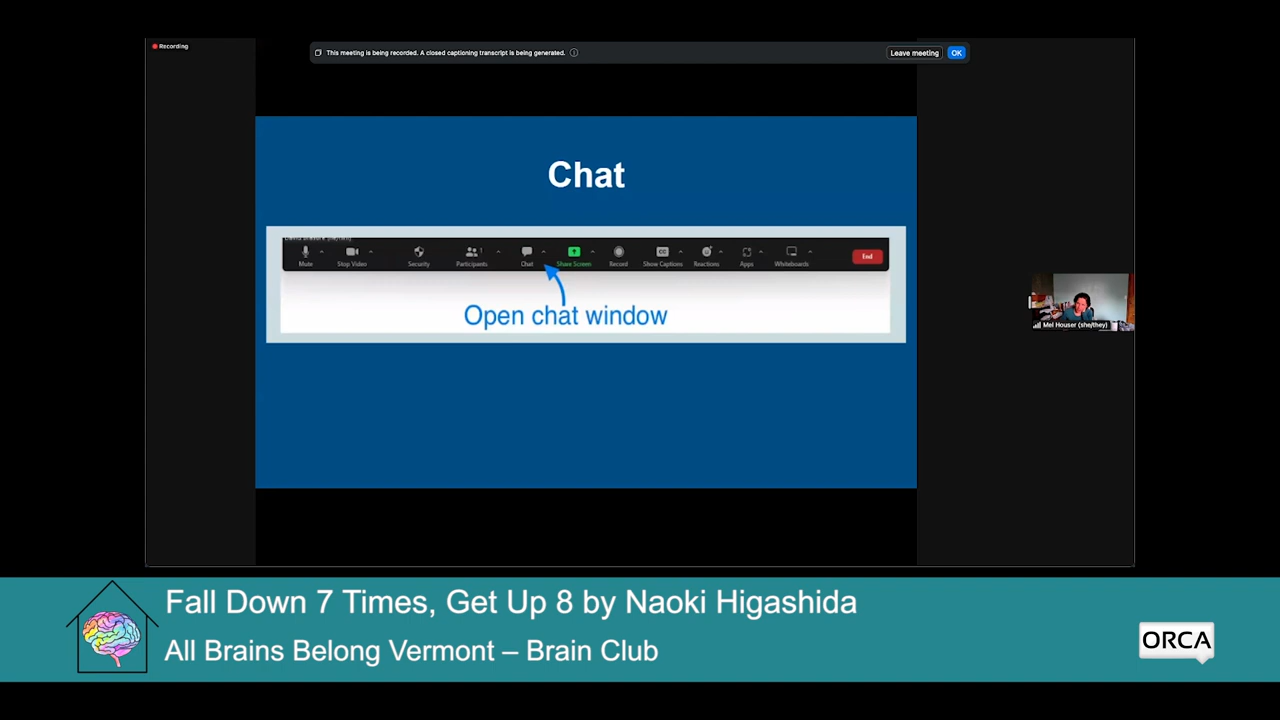 Recording
This meeting is being recorded. A closed captioning transcript is being generated.
Leave meeting
OK
Chat
Mute
Stop Video
Security
Participants
1
Chat
Share Screen
Record
CC
Show Captions
Reactions
Apps
Whiteboards
End
Open chat window
Mel Houser (she/they)
Fall Down 7 Times, Get Up 8 by Naoki Higashida
All Brains Belong Vermont – Brain Club
ORCA